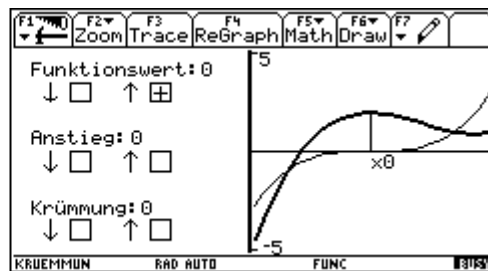 F1 F2 F3 F4 F5 F6 F7
Zoom Trace ReGraph Math Draw
Funktionswert:0
↓ ↑
Anstieg:0
↓ ↑
Krümmung:0
↓ ↑
5
x0
-5
KRUEMMUN RAD AUTO FUNC BUSY